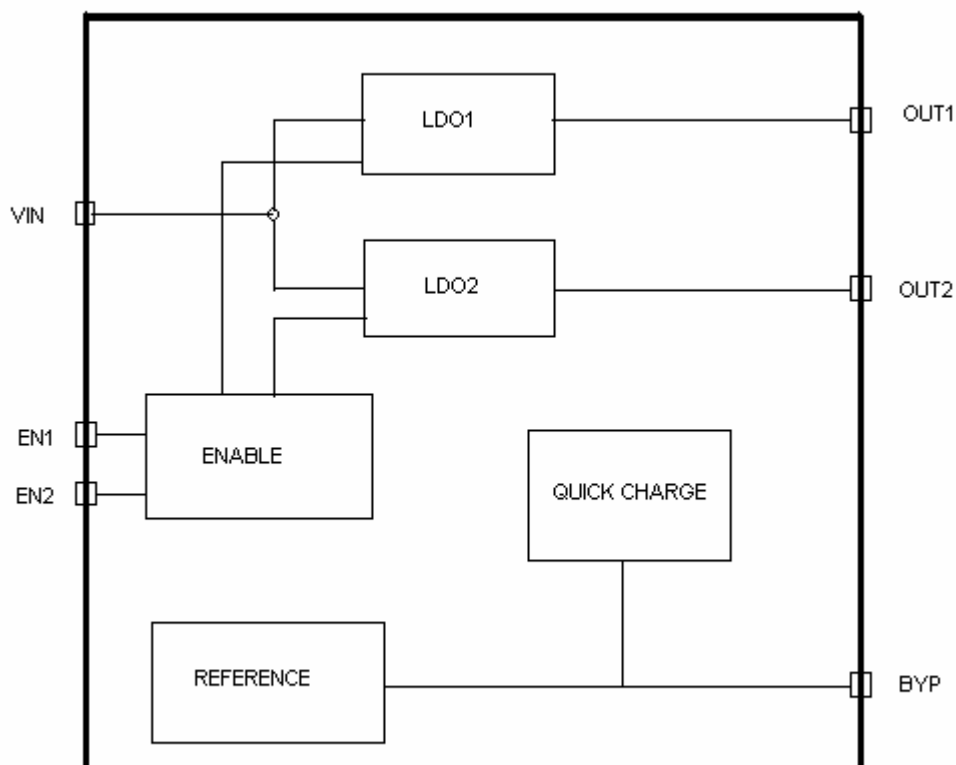 LDO1
OUT1
VIN
LDO2
OUT2
EN1
ENABLE
EN2
QUICK CHARGE
REFERENCE
BYP